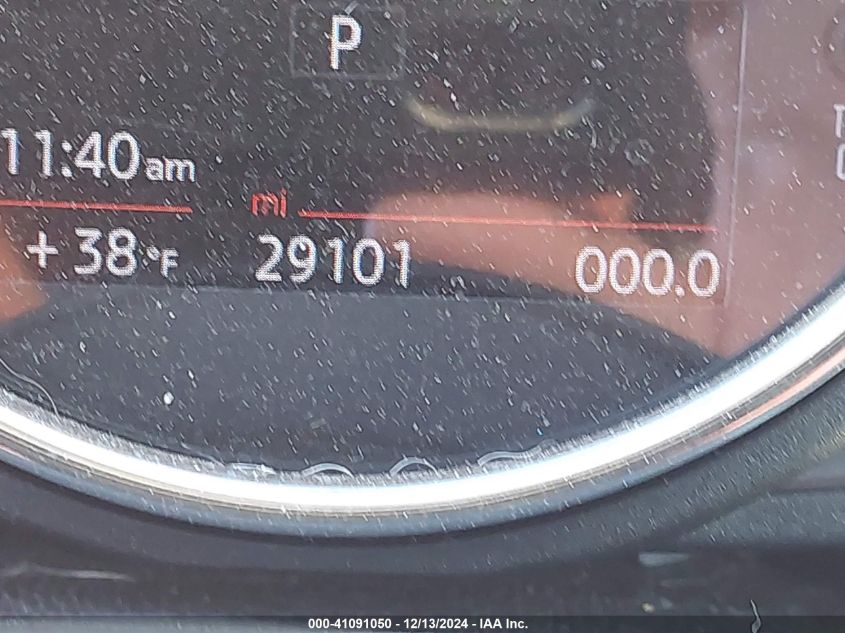 P
11:40am
mi
+38°F 29101 000.0
000-41091050 - 12/13/2024 - IAA Inc.